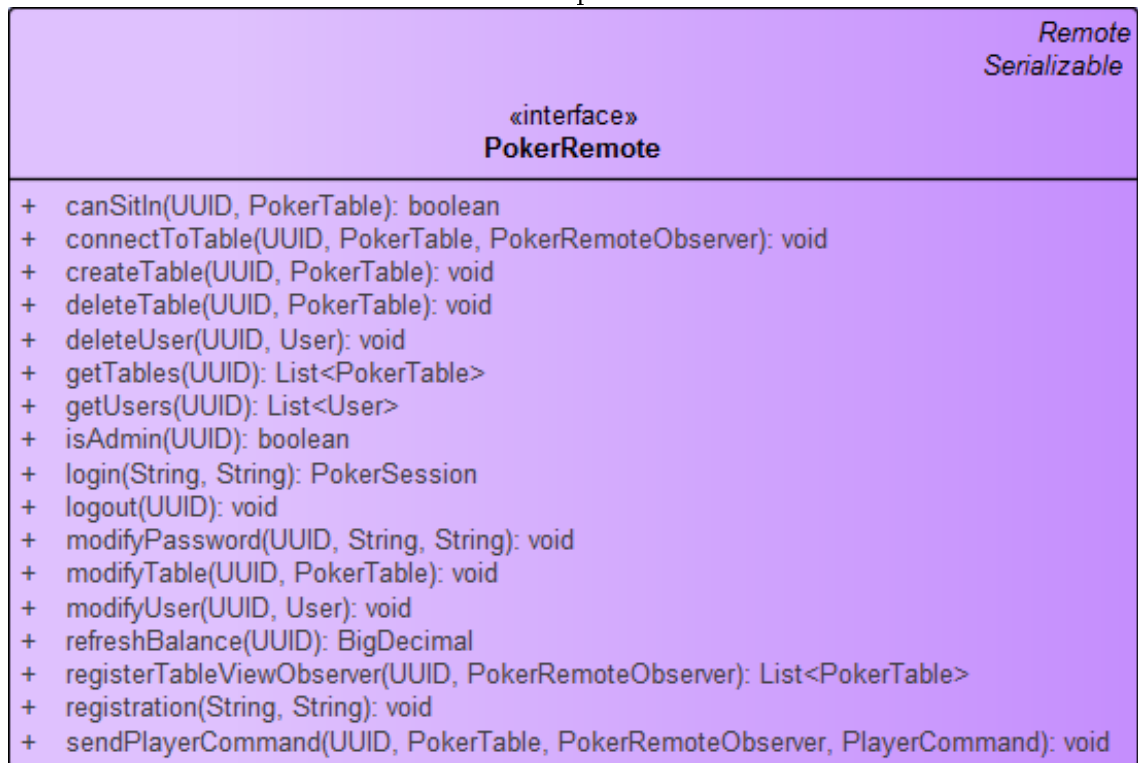 Remote
Serializable
«interface»
PokerRemote
+ canSitIn(UUID, PokerTable): boolean
+ connectToTable(UUID, PokerTable, PokerRemoteObserver): void
+ createTable(UUID, PokerTable): void
+ deleteTable(UUID, PokerTable): void
+ deleteUser(UUID, User): void
+ getTables(UUID): List<PokerTable>
+ getUsers(UUID): List<User>
+ isAdmin(UUID): boolean
+ login(String, String): PokerSession
+ logout(UUID): void
+ modifyPassword(UUID, String, String): void
+ modifyTable(UUID, PokerTable): void
+ modifyUser(UUID, User): void
+ refreshBalance(UUID): BigDecimal
+ registerTableViewObserver(UUID, PokerRemoteObserver): List<PokerTable>
+ registration(String, String): void
+ sendPlayerCommand(UUID, PokerTable, PokerRemoteObserver, PlayerCommand): void